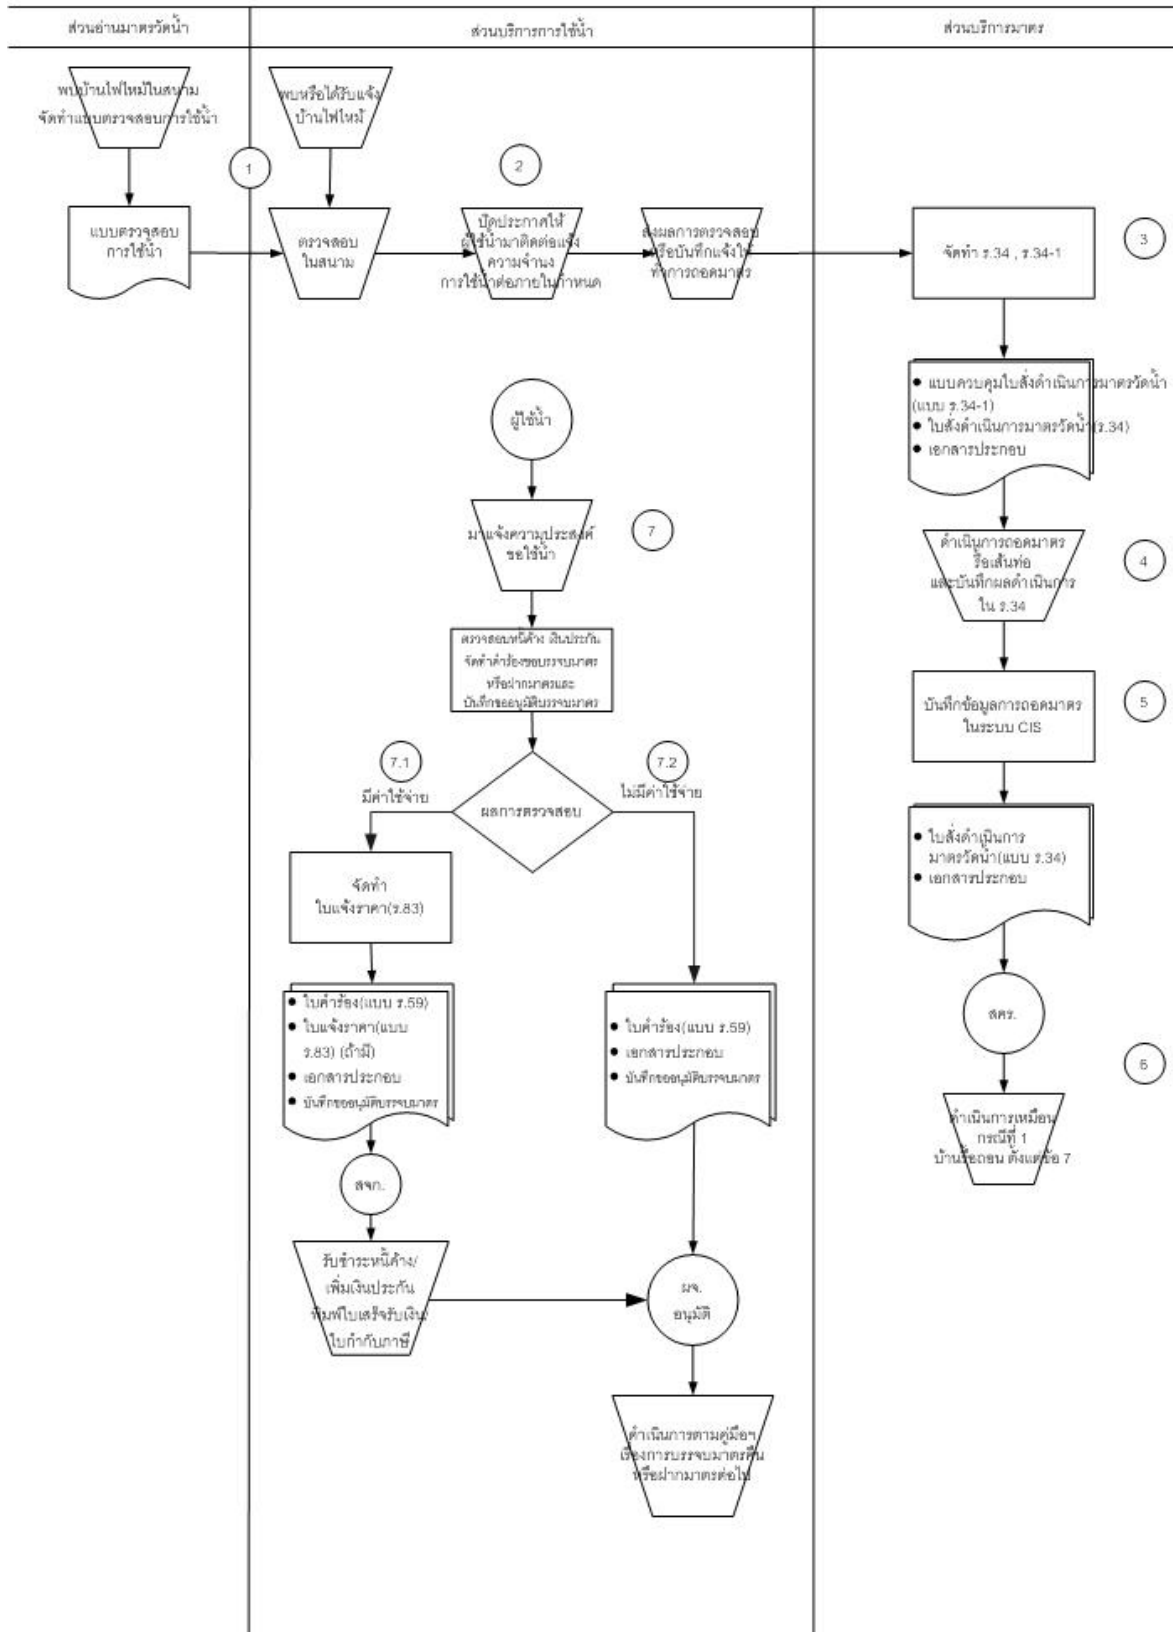 ส่วนอ่านมาตรวัดน้ำ
ส่วนบริการการใช้น้ำ
ส่วนบริการมาตร
พบบ้านไฟไหม้ในสนาม
จัดทำแบบตรวจสอบการใช้น้ำ
พบหรือได้รับแจ้ง
บ้านไฟไหม้
1
2
แบบตรวจสอบ
การใช้น้ำ
ตรวจสอบ
ในสนาม
ปิดประกาศให้
ผู้ใช้น้ำมาติดต่อแจ้ง
ความจำนง
การใช้น้ำต่อภายในกำหนด
ส่งผลการตรวจสอบ
หรือบันทึกแจ้งให้
ทำการถอดมาตร
จัดทำ ร.34 , ร.34-1
3
● แบบควบคุมใบสั่งดำเนินการมาตรวัดน้ำ
(แบบ ร.34-1)
● ใบสั่งดำเนินการมาตรวัดน้ำ(ร.34)
● เอกสารประกอบ
ผู้ใช้น้ำ
มาแจ้งความประสงค์
ขอใช้น้ำ
7
ดำเนินการถอดมาตร
รื้อเส้นท่อ
และบันทึกผลดำเนินการ
ใน ร.34
4
ตรวจสอบหนี้ค้าง เงินประกัน
จัดทำคำร้องขอบรรจบมาตร
หรือฝากมาตรและ
บันทึกขออนุมัติบรรจบมาตร
บันทึกข้อมูลการถอดมาตร
ในระบบ CIS
5
7.1
มีค่าใช้จ่าย
ผลการตรวจสอบ
7.2
ไม่มีค่าใช้จ่าย
● ใบสั่งดำเนินการ
มาตรวัดน้ำ(แบบ ร.34)
● เอกสารประกอบ
จัดทำ
ใบแจ้งราคา(ร.83)
● ใบคำร้อง(แบบ ร.59)
● ใบแจ้งราคา(แบบ
ร.83) (ถ้ามี)
● เอกสารประกอบ
● บันทึกขออนุมัติบรรจบมาตร
● ใบคำร้อง(แบบ ร.59)
● เอกสารประกอบ
● บันทึกขออนุมัติบรรจบมาตร
สคร.
6
ดำเนินการเหมือน
กรณีที่ 1
บ้านรื้อถอน ตั้งแต่ข้อ 7
สจก.
รับชำระหนี้ค้าง/
เพิ่มเงินประกัน
พิมพ์ใบเสร็จรับเงิน/
ใบกำกับภาษี
ผจ.
อนุมัติ
ดำเนินการตามคู่มือฯ
เรื่องการบรรจบมาตรคืน
หรือฝากมาตรต่อไป